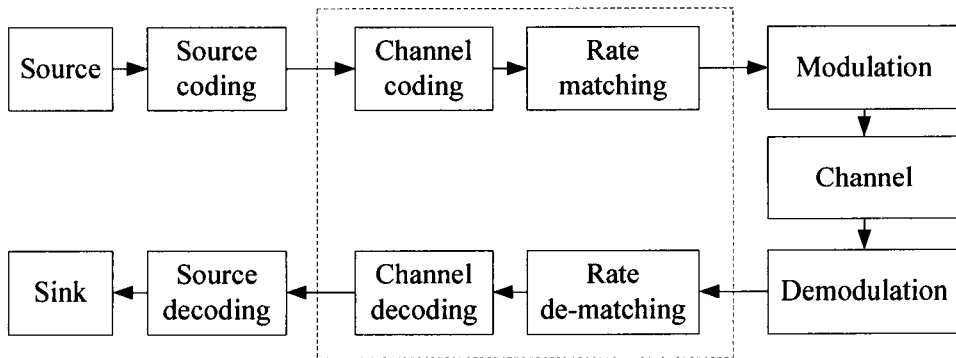 Source
Source
coding
Channel
coding
Rate
matching
Modulation
Channel
Sink
Source
decoding
Channel
decoding
Rate
de-matching
Demodulation